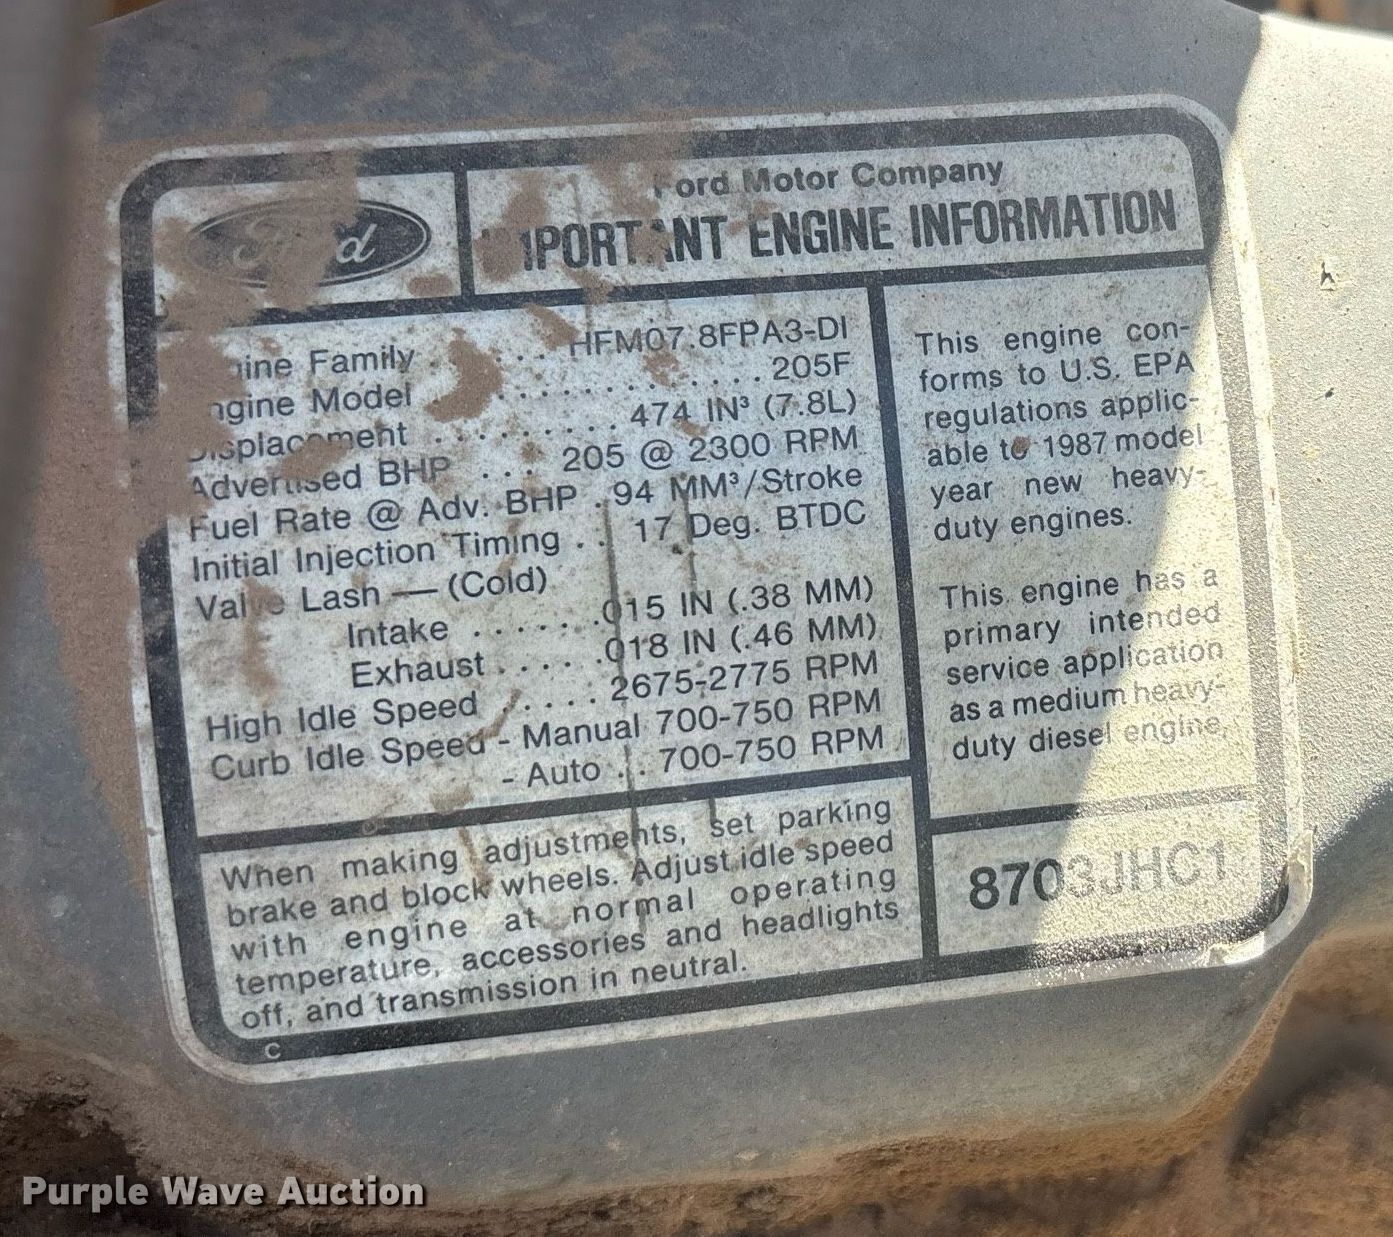 Ford
Ford Motor Company
IMPORTANT ENGINE INFORMATION
Engine Family . . . . HFM07.8FPA3-DI
Engine Model . . . . . . . . . . . . . 205F
Displacement . . . . . . . . . 474 IN³ (7.8L)
Advertised BHP . . . 205 @ 2300 RPM
Fuel Rate @ Adv. BHP . 94 MM³/Stroke
Initial Injection Timing . . 17 Deg. BTDC
Valve Lash — (Cold)
Intake . . . . . . .015 IN (.38 MM)
Exhaust . . . . . .018 IN (.46 MM)
High Idle Speed . . . . . 2675-2775 RPM
Curb Idle Speed - Manual 700-750 RPM
- Auto . . . 700-750 RPM
When making adjustments, set parking
brake and block wheels. Adjust idle speed
with engine at normal operating
temperature, accessories and headlights
off, and transmission in neutral.
C
This engine con-
forms to U.S. EPA
regulations applic-
able to 1987 model
year new heavy-
duty engines.
This engine has a
primary intended
service application
as a medium heavy-
duty diesel engine.
8703JHC1
Purple Wave Auction